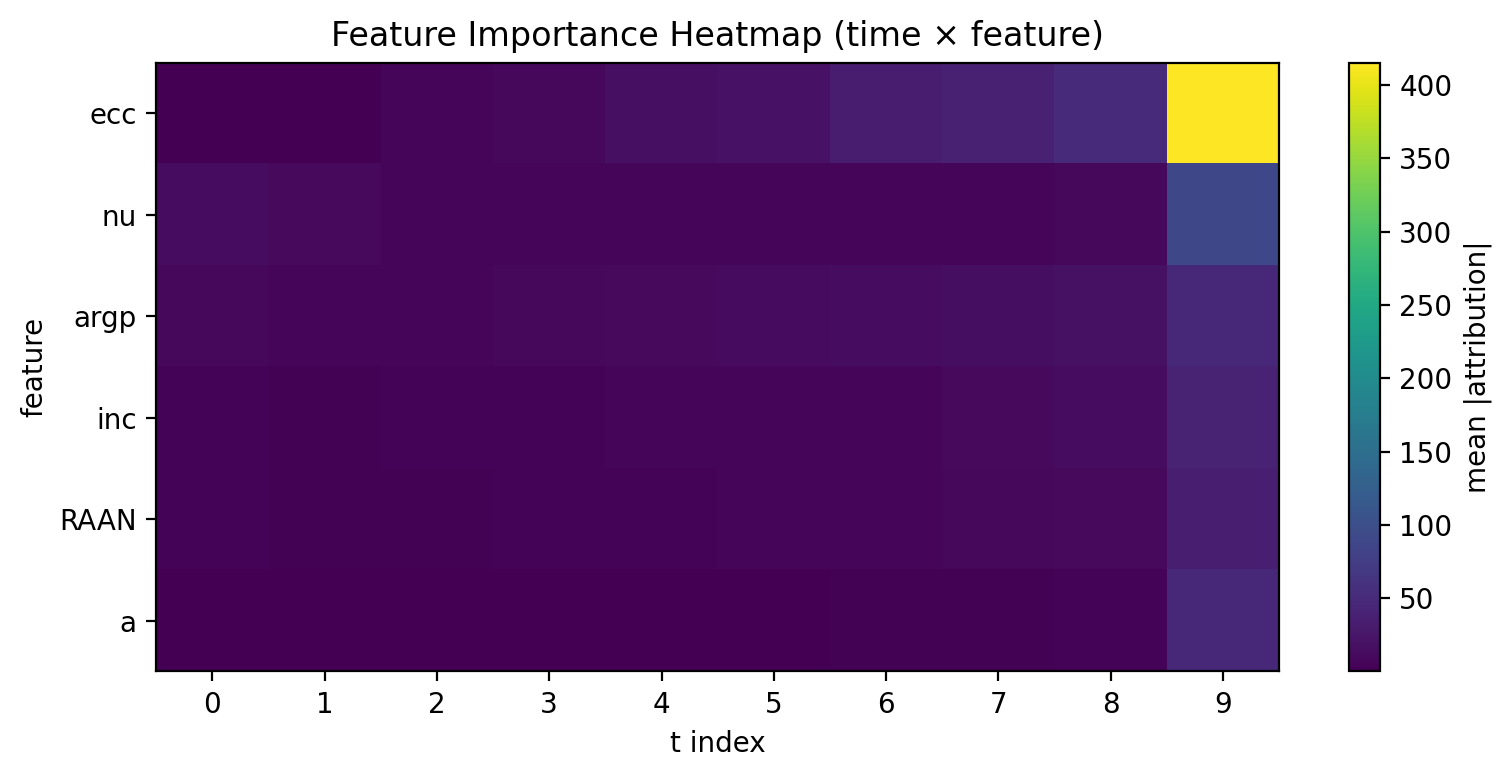 Feature Importance Heatmap (time × feature)
feature
ecc
nu
argp
inc
RAAN
a
0 1 2 3 4 5 6 7 8 9
t index
400
350
300
250
200
150
100
50
mean |attribution|